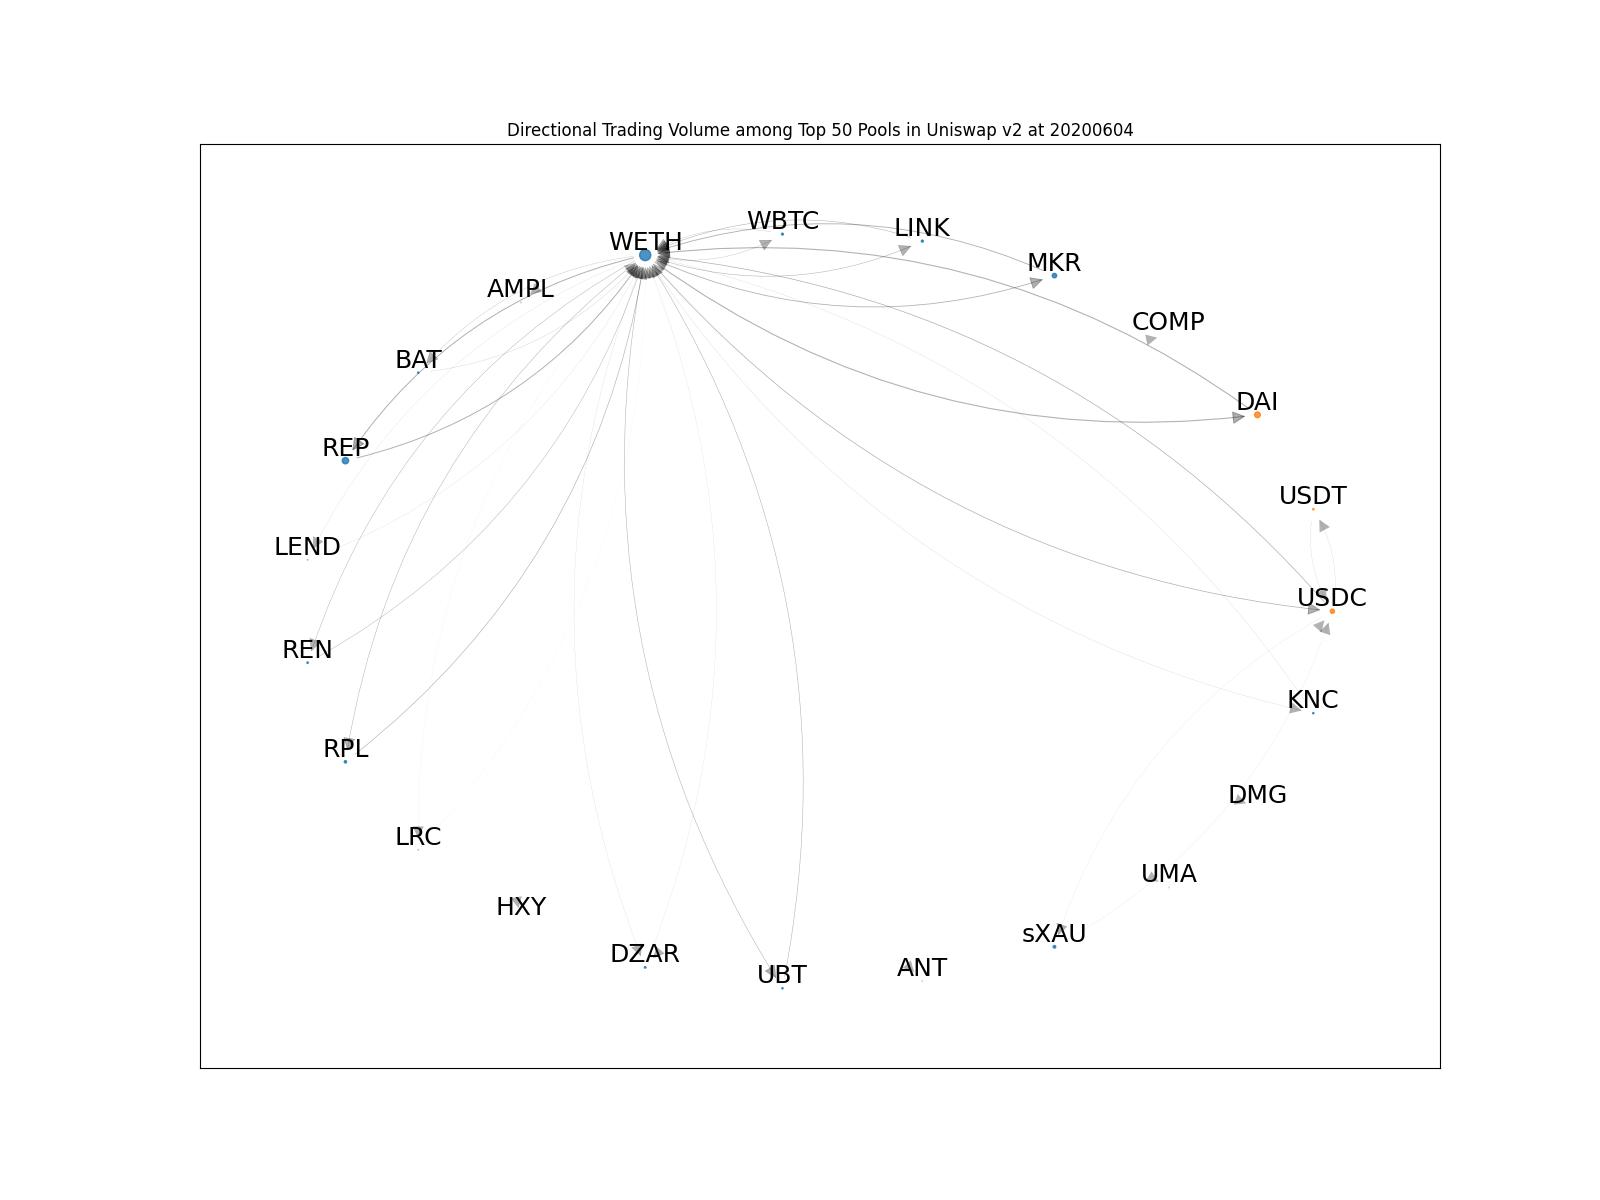 Directional Trading Volume among Top 50 Pools in Uniswap v2 at 20200604
WBTC
LINK
WETH
MKR
AMPL
COMP
BAT
DAI
REP
USDT
LEND
USDC
REN
KNC
RPL
DMG
LRC
UMA
HXY
sXAU
DZAR
ANT
UBT